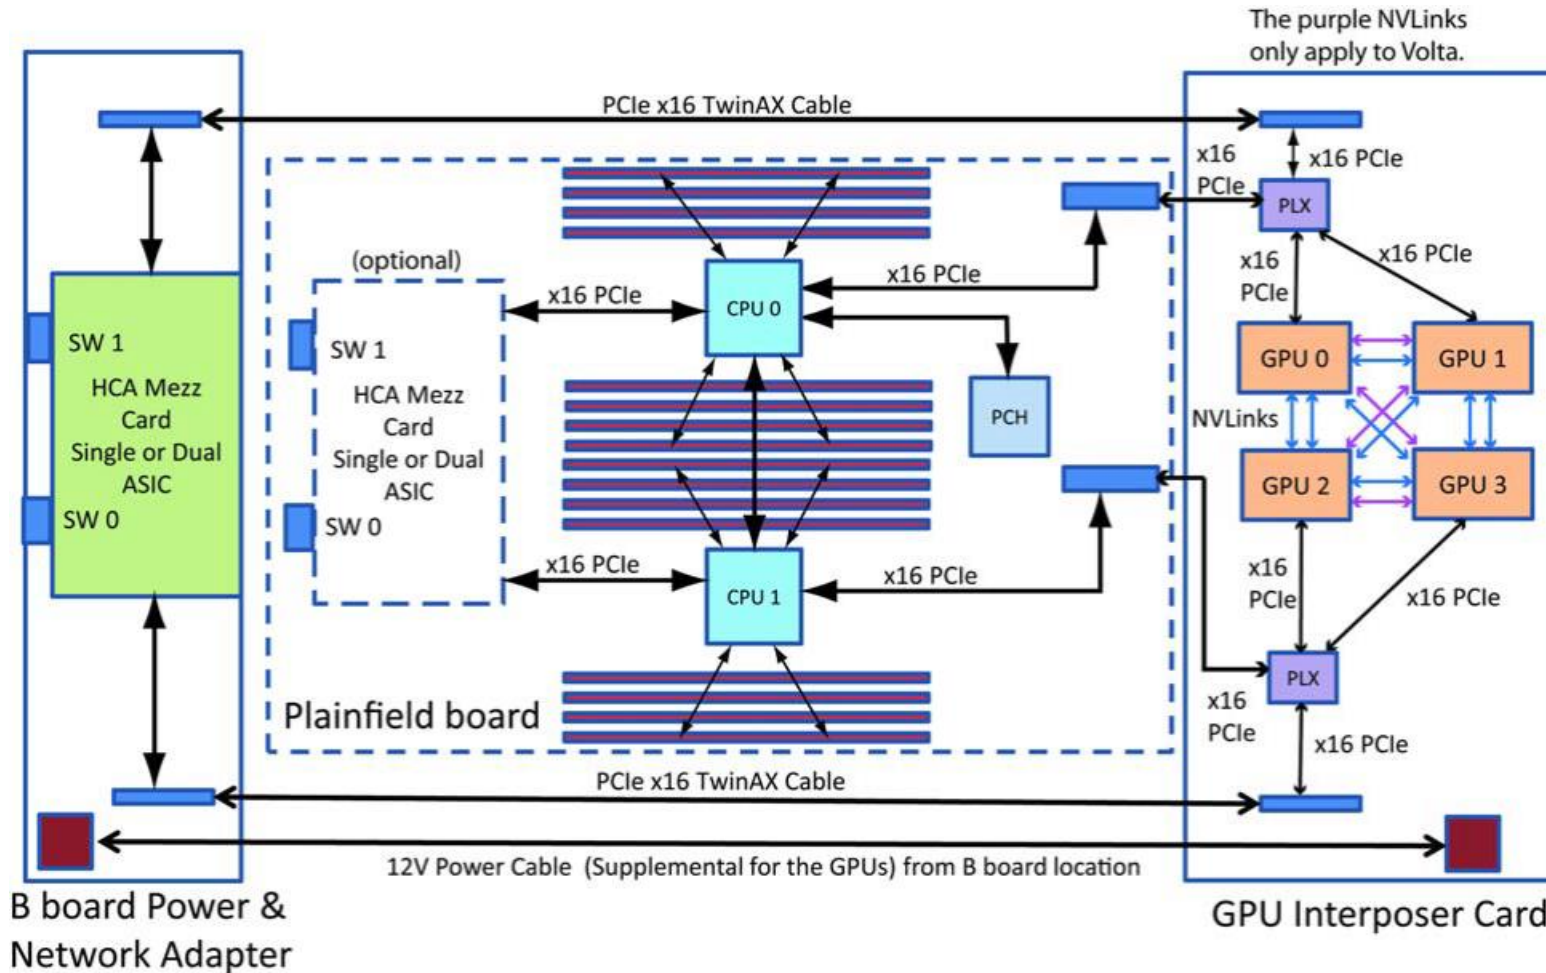 The purple NVLinks
only apply to Volta.
PCIe x16 TwinAX Cable
x16
PCIe
x16 PCIe
PLX
(optional)
x16 PCIe
CPU 0
x16 PCIe
x16
PCIe
x16 PCIe
SW 1
HCA Mezz
Card
Single or Dual
ASIC
SW 0
SW 1
HCA Mezz
Card
Single or Dual
ASIC
SW 0
PCH
GPU 0
GPU 1
NVLinks
GPU 2
GPU 3
x16 PCIe
CPU 1
x16 PCIe
x16
PCIe
x16 PCIe
PLX
Plainfield board
x16
PCIe
x16 PCIe
PCIe x16 TwinAX Cable
12V Power Cable (Supplemental for the GPUs) from B board location
B board Power &
Network Adapter
GPU Interposer Card